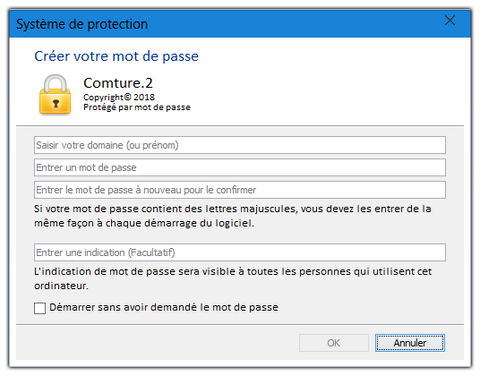 Système de protection
Créer votre mot de passe
Comture.2
Copyright© 2018
Protégé par mot de passe
Saisir votre domaine (ou prénom)
Entrer un mot de passe
Entrer le mot de passe à nouveau pour le confirmer
Si votre mot de passe contient des lettres majuscules, vous devez les entrer de la
même façon à chaque démarrage du logiciel.
Entrer une indication (Facultatif)
L'indication de mot de passe sera visible à toutes les personnes qui utilisent cet
ordinateur.
Démarrer sans avoir demandé le mot de passe
OK Annuler